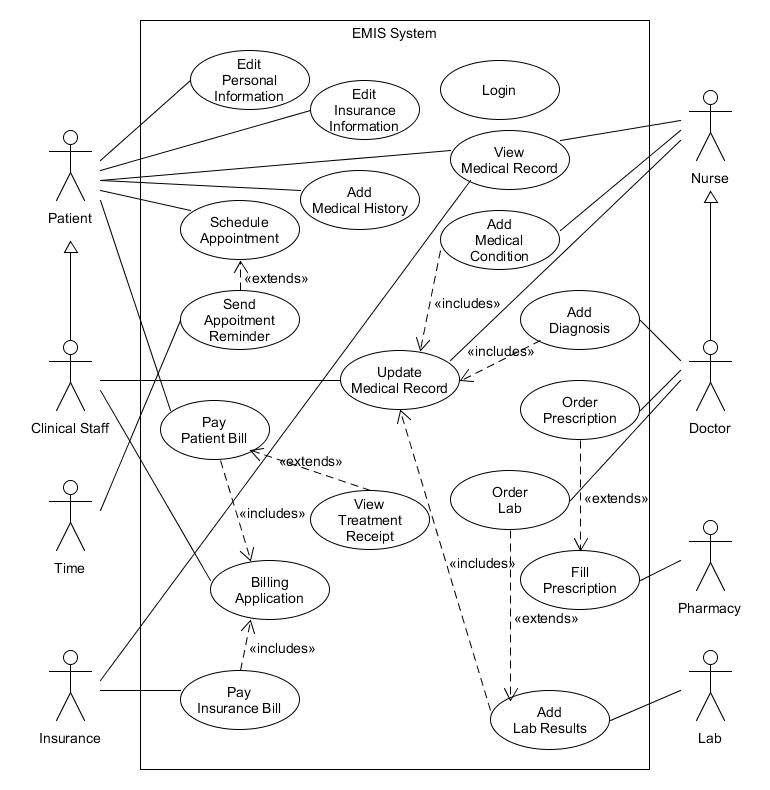 EMIS System
Edit
Personal
Information
Edit
Insurance
Information
Login
View
Medical Record
Patient
Nurse
Add
Medical History
Schedule
Appointment
Add
Medical
Condition
«extends»
«includes»
Send
Appoitment
Reminder
Add
Diagnosis
«includes»
Update
Medical Record
Clinical Staff
Doctor
Order
Prescription
Pay
Patient Bill
«extends»
Order
Lab
«extends»
View
Treatment
Receipt
«includes»
Time
«includes»
Billing
Application
Fill
Prescription
Pharmacy
«extends»
«includes»
Pay
Insurance Bill
Add
Lab Results
Insurance
Lab